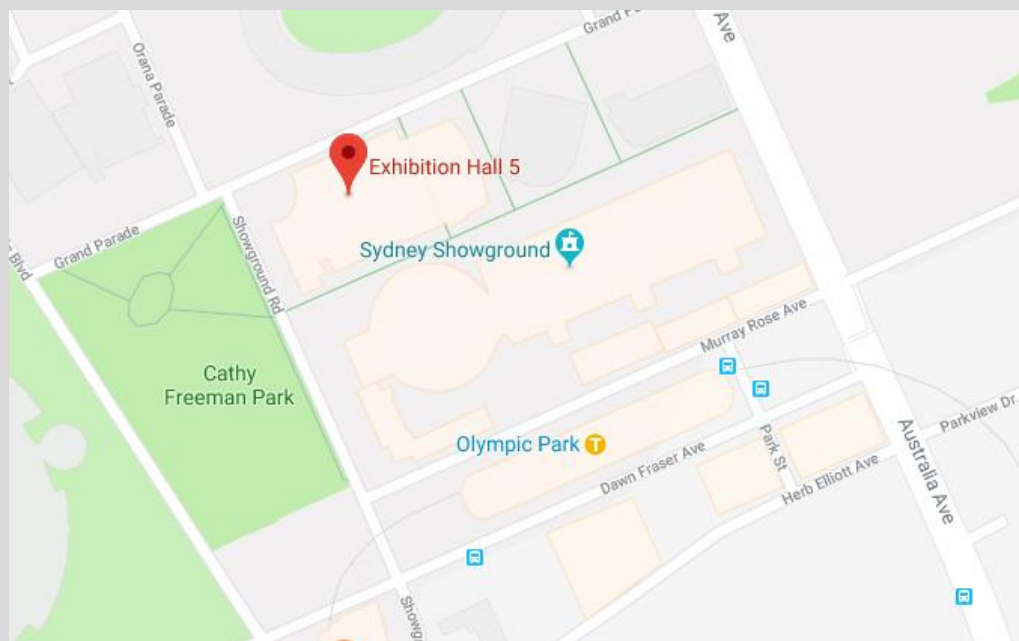 Grand P
Ave
Orana Parade
Exhibition Hall 5
Grand Parade
Showground Rd
Sydney Showground
Blvd
Murray Rose Ave
Cathy
Freeman Park
Olympic Park T
Park St
Dawn Fraser Ave
Herb Elliott Ave
Parkview Dr
Australia Ave
Showgr